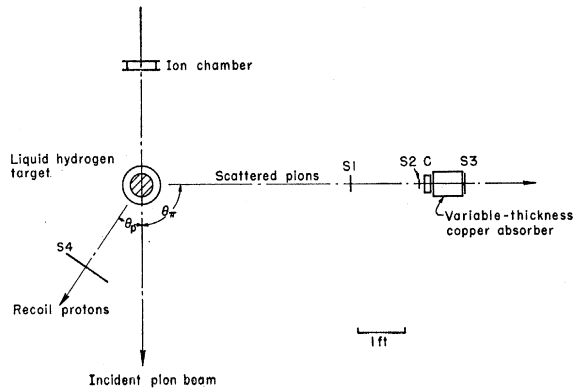 Ion chamber
Liquid hydrogen
target
Scattered pions
S1
S2 C S3
θπ
θp
Variable-thickness
copper absorber
S4
Recoil protons
1 ft
Incident pion beam